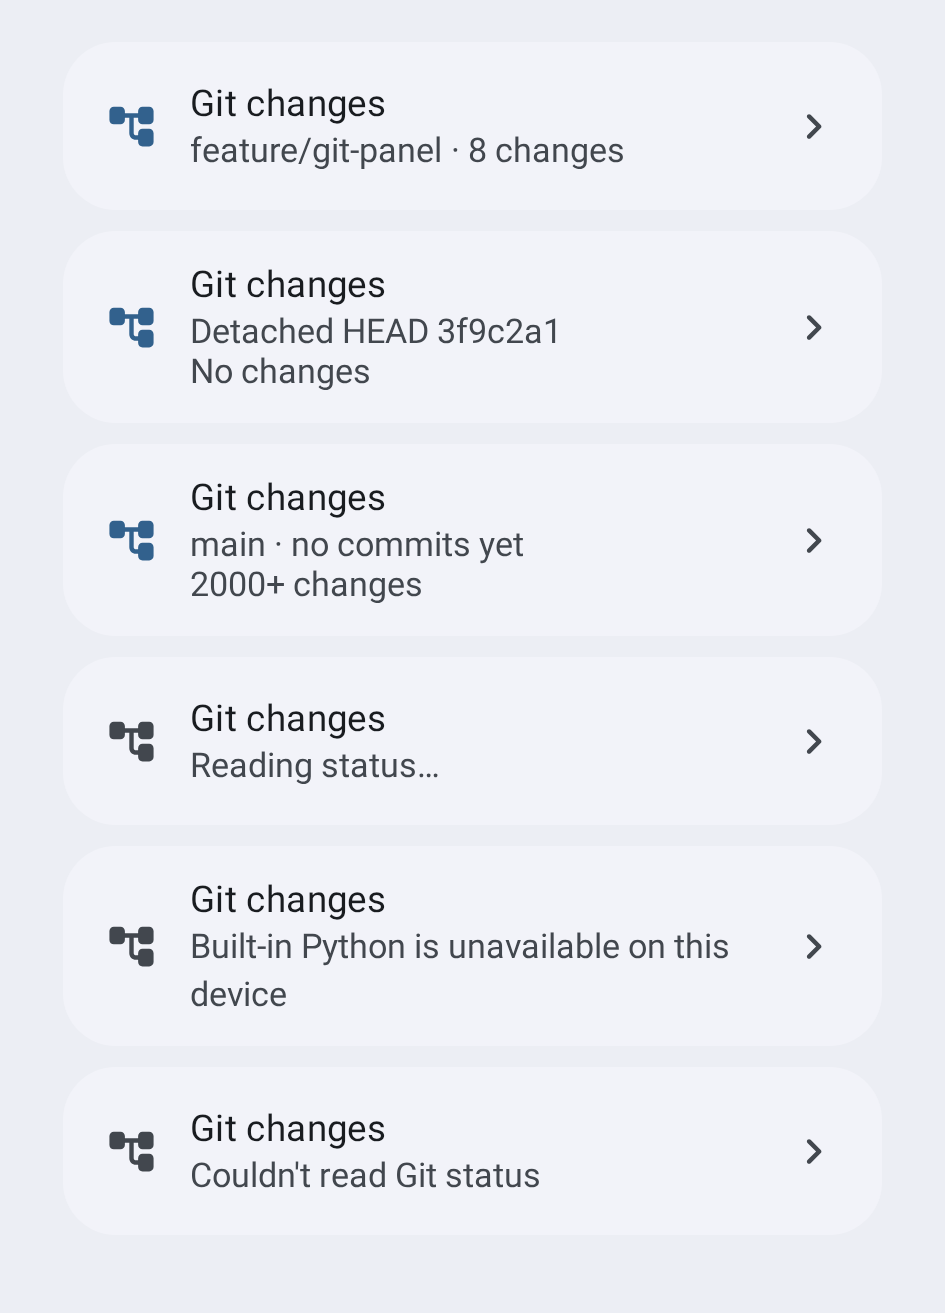 Git changes
feature/git-panel · 8 changes
Git changes
Detached HEAD 3f9c2a1
No changes
Git changes
main · no commits yet
2000+ changes
Git changes
Reading status…
Git changes
Built-in Python is unavailable on this
device
Git changes
Couldn't read Git status